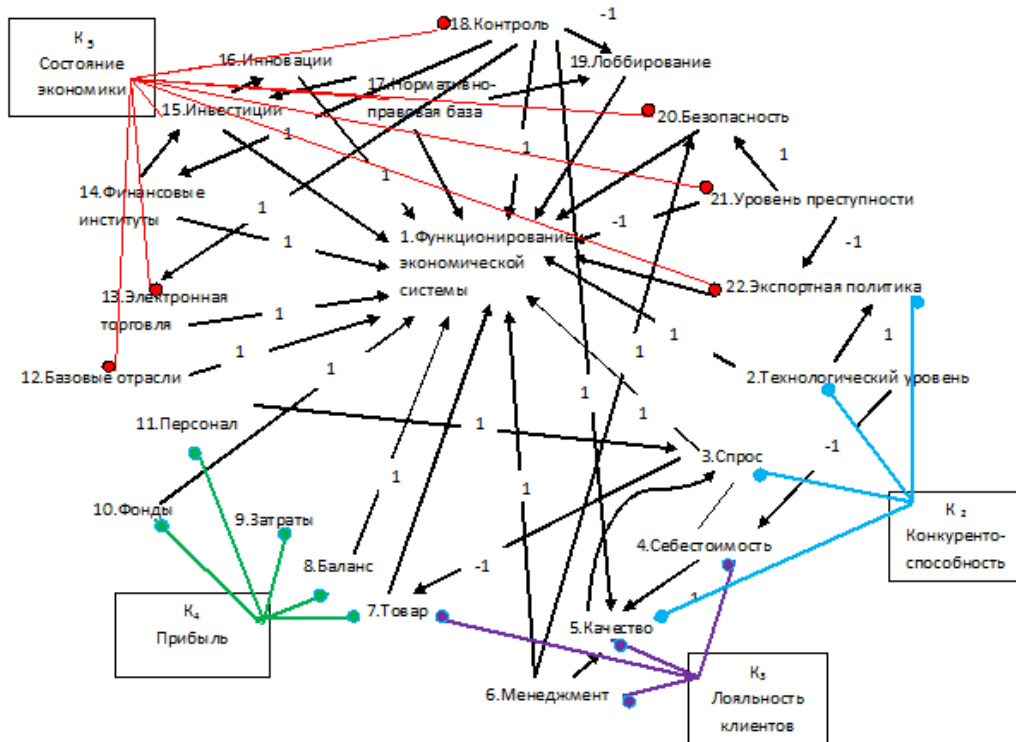 К 5
Состояние
экономики
18.Контроль
-1
19.Лоббирование
16.Инновации
17.Нормативно-
правовая база
15.Инвестиции
20.Безопасность
1
1
1
14.Финансовые
институты
1
1
21.Уровень преступности
-1
1
-1
1.Функционирование
экономической
системы
22.Экспортная политика
13.Электронная
торговля
1
1
1
1
1
12.Базовые отрасли
1
2.Технологический уровень
1
1
11.Персонал
1
-1
3.Спрос
1
1
10.Фонды
9.Затраты
4.Себестоимость
К 2
Конкуренто-
способность
8.Баланс
-1
К4
Прибыль
7.Товар
5.Качество
1
6.Менеджмент
К3
Лояльность
клиентов